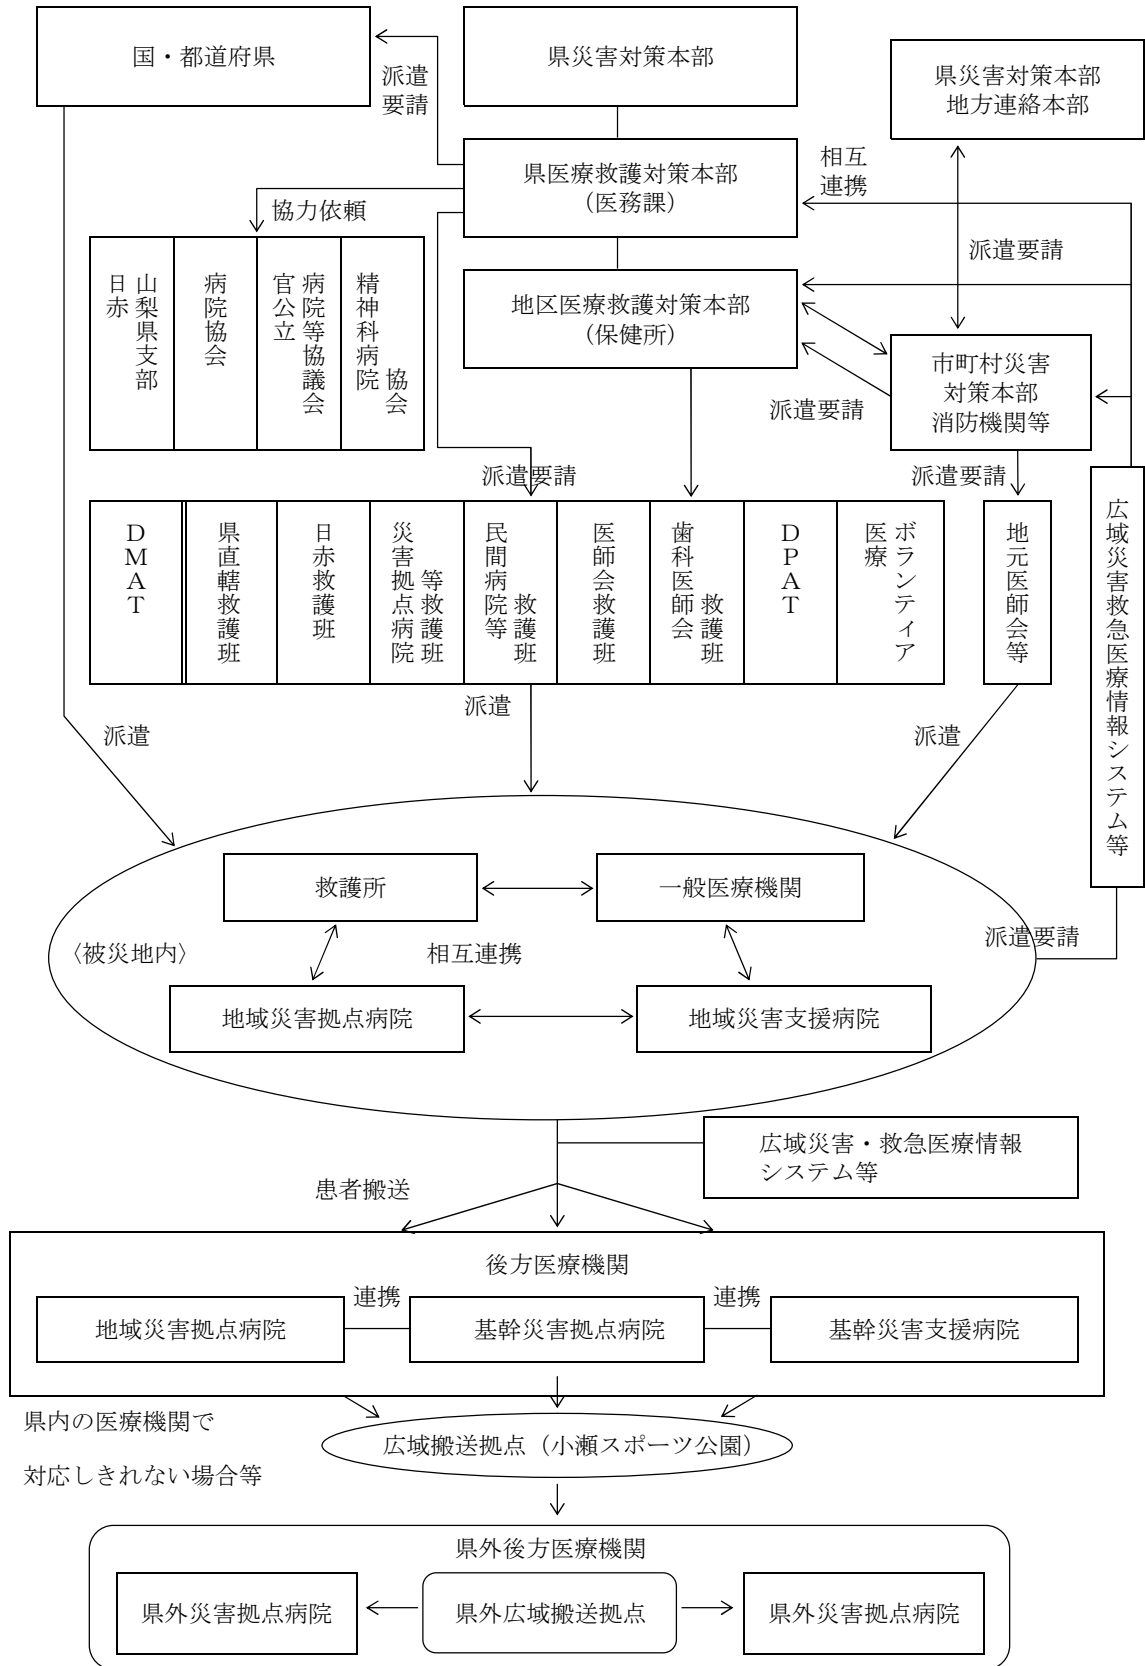 国・都道府県
県災害対策本部
県災害対策本部
地方連絡本部
派遣
要請
県医療救護対策本部
（医務課）
相互
連携
協力依頼
派遣要請
日赤
山梨県支部
病院協会
官公立
病院等協議会
精神科病院
協会
地区医療救護対策本部
（保健所）
市町村災害
対策本部
消防機関等
派遣要請
派遣要請
派遣要請
DMAT
県直轄救護班
日赤救護班
災害拠点病院
等救護班
民間病院等
救護班
医師会救護班
歯科医師会
救護班
DPAT
医療
ボランティア
地元医師会等
広域災害救急医療情報システム等
派遣
派遣
派遣
救護所
一般医療機関
〈被災地内〉
相互連携
派遣要請
地域災害拠点病院
地域災害支援病院
広域災害・救急医療情報
システム等
患者搬送
後方医療機関
連携
連携
地域災害拠点病院
基幹災害拠点病院
基幹災害支援病院
県内の医療機関で
対応しきれない場合等
広域搬送拠点（小瀬スポーツ公園）
県外後方医療機関
県外災害拠点病院
県外広域搬送拠点
県外災害拠点病院